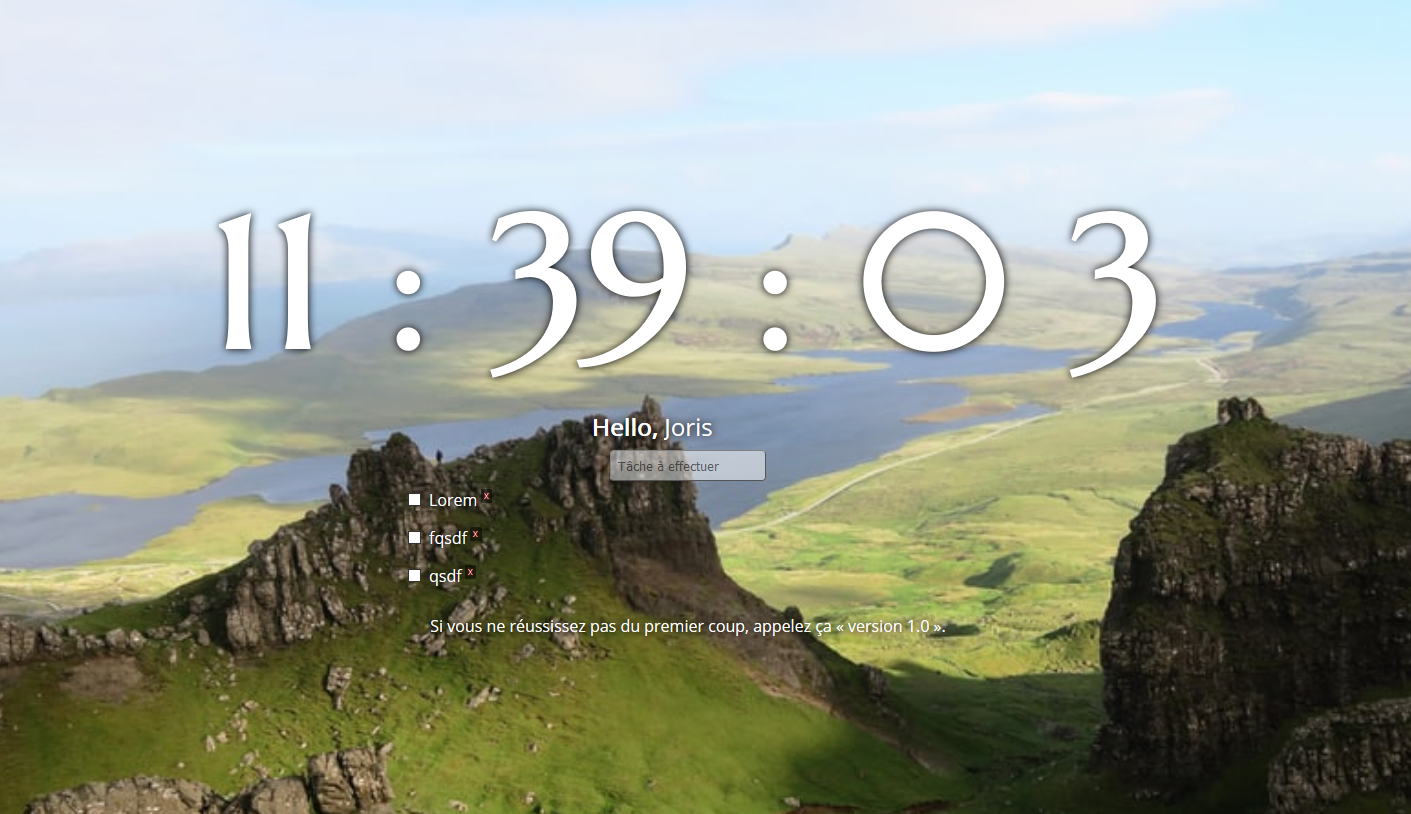 11 : 39 : 03
Hello, Joris
Tâche à effectuer
Lorem x
fqsdf x
qsdf x
Si vous ne réussissez pas du premier coup, appelez ça « version 1.0 ».